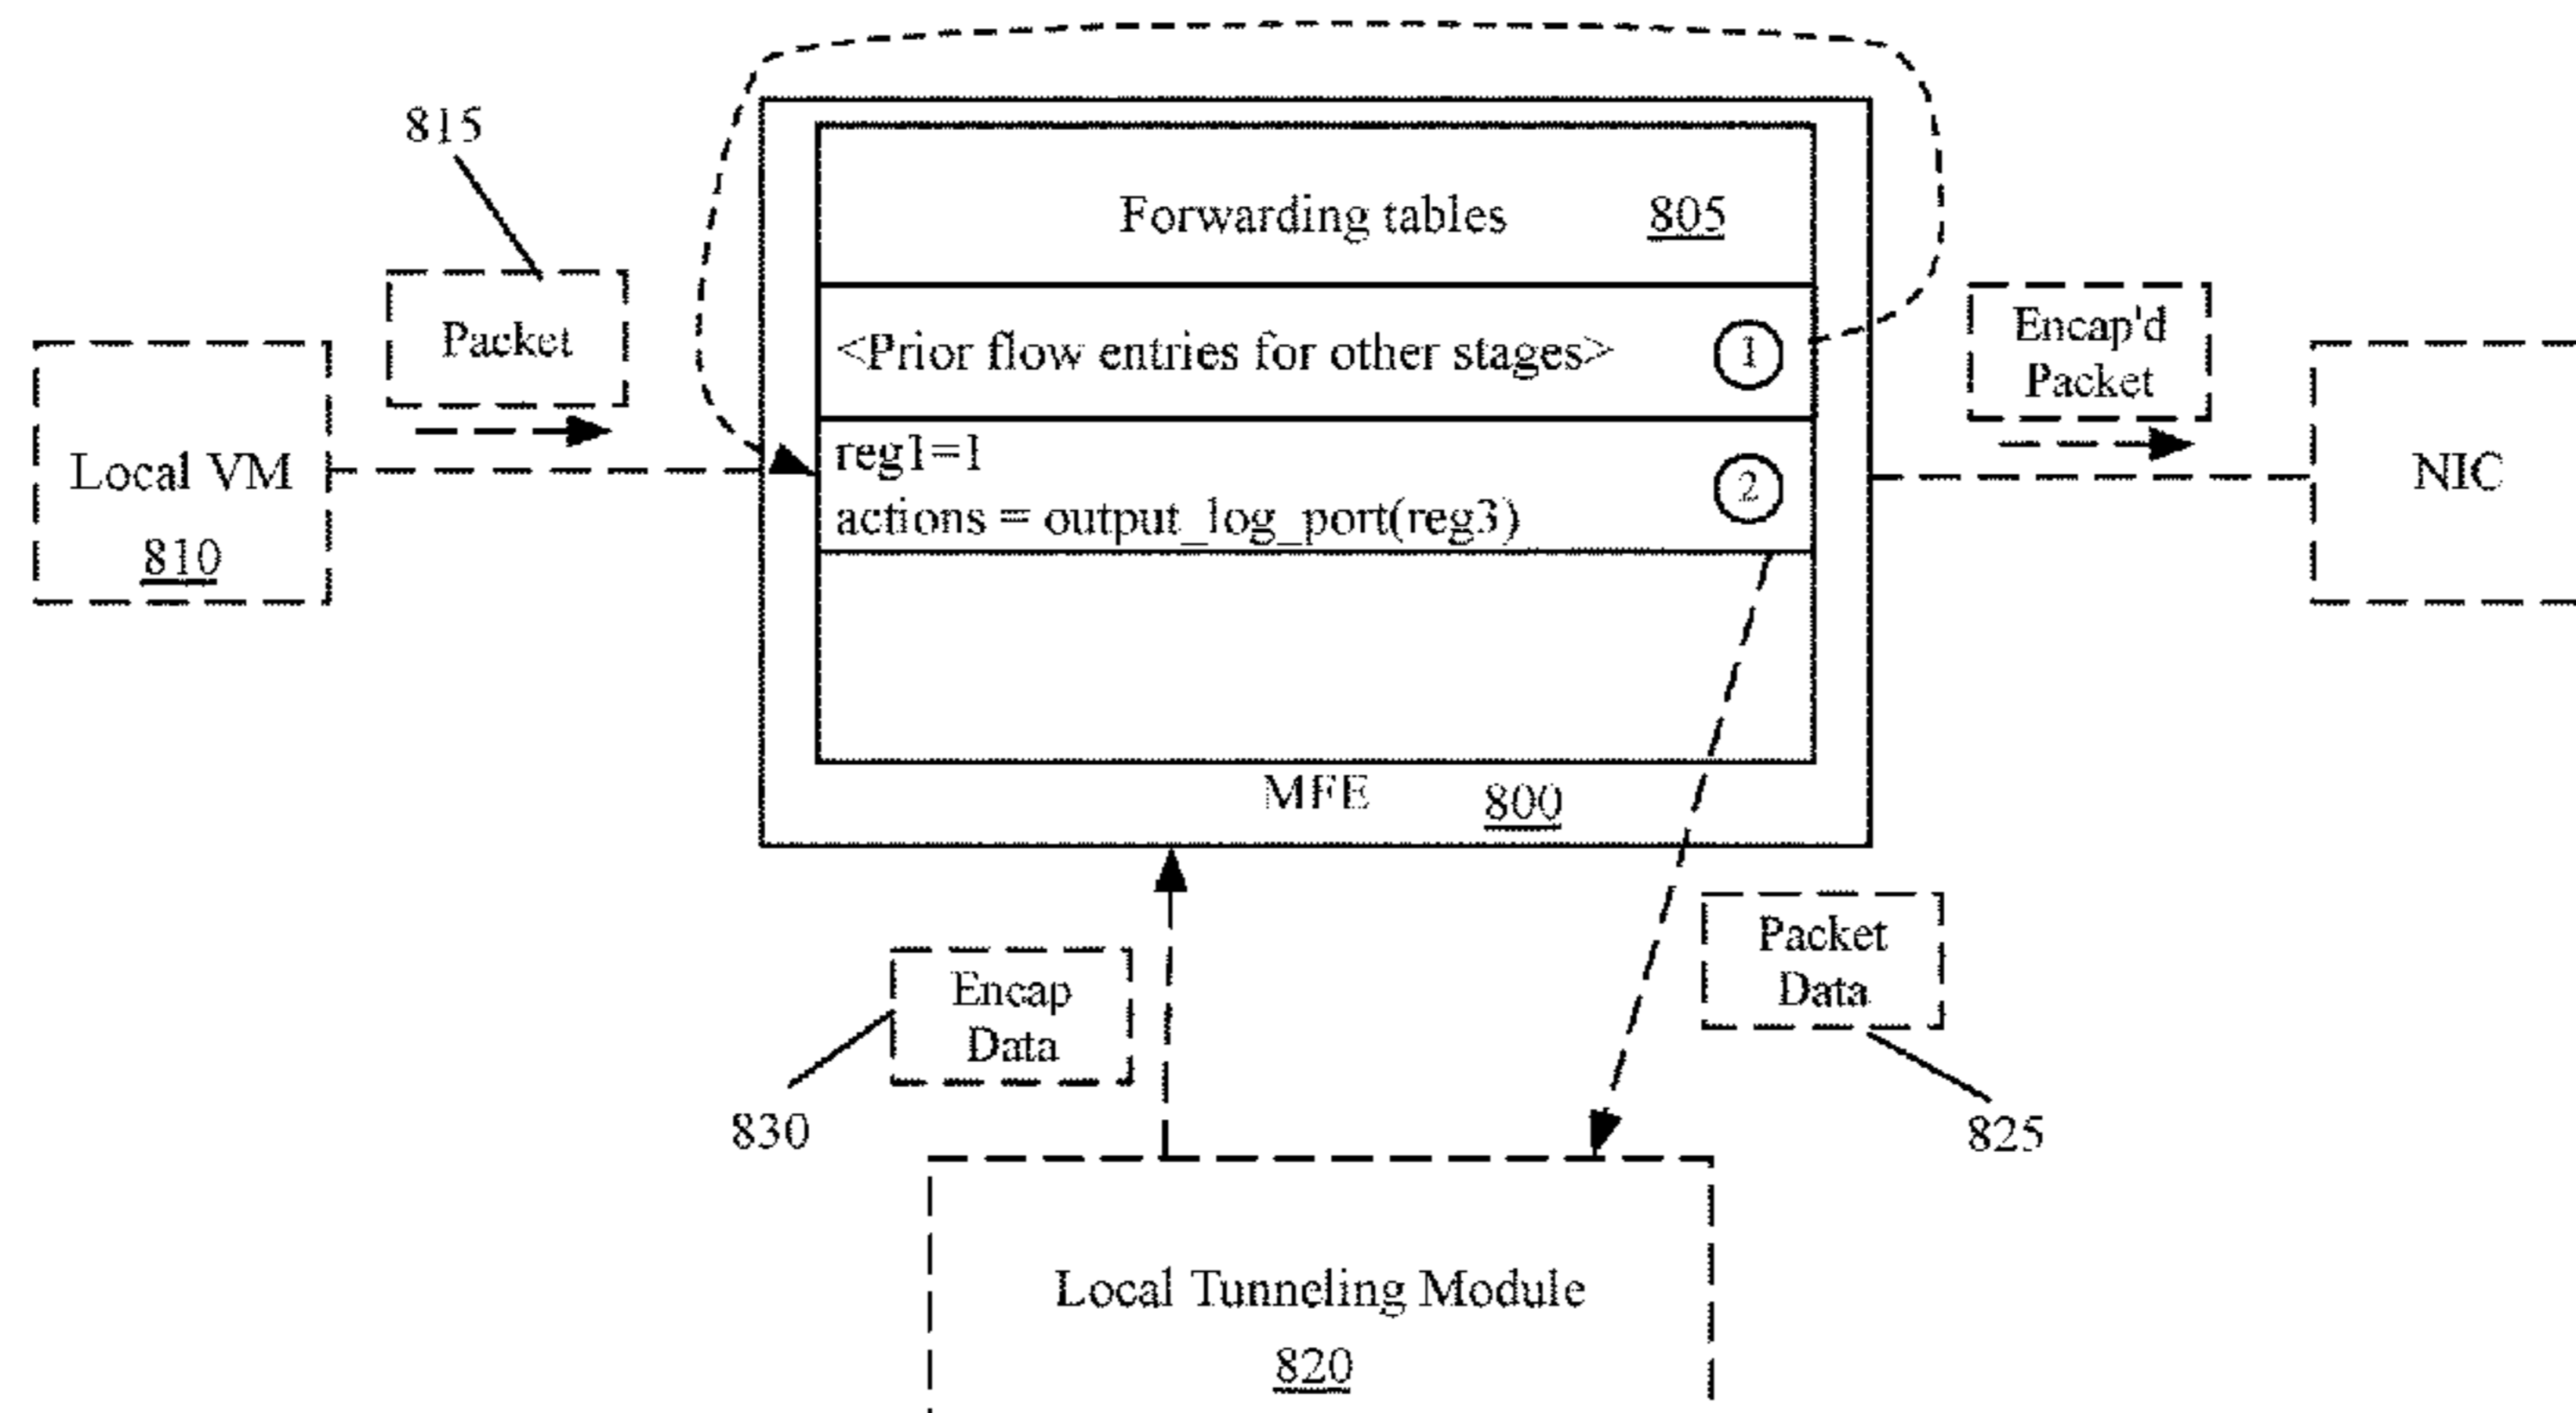 815
Packet
Local VM
810
Forwarding tables 805
<Prior flow entries for other stages> 1
reg1=1
actions = output_log_port(reg3) 2
MFE 800
Encap'd
Packet
NIC
Encap
Data
830
Packet
Data
825
Local Tunneling Module
820